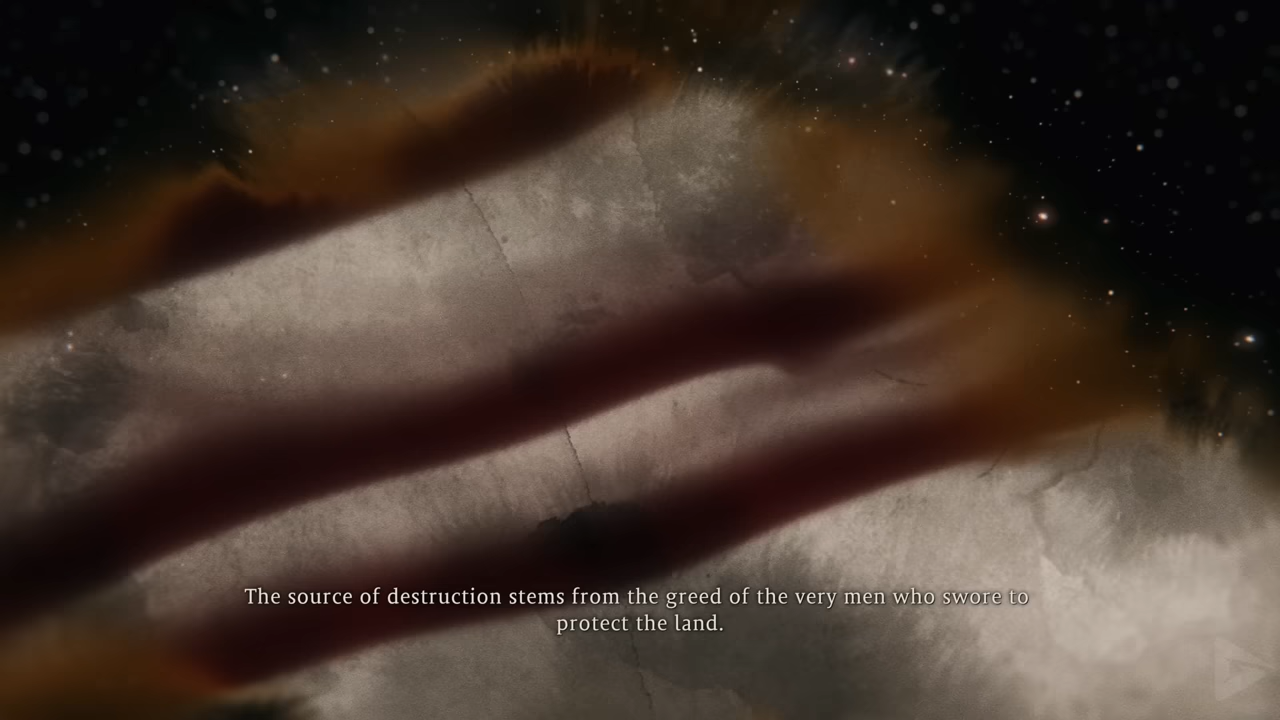 The source of destruction stems from the greed of the very men who swore to
protect the land.